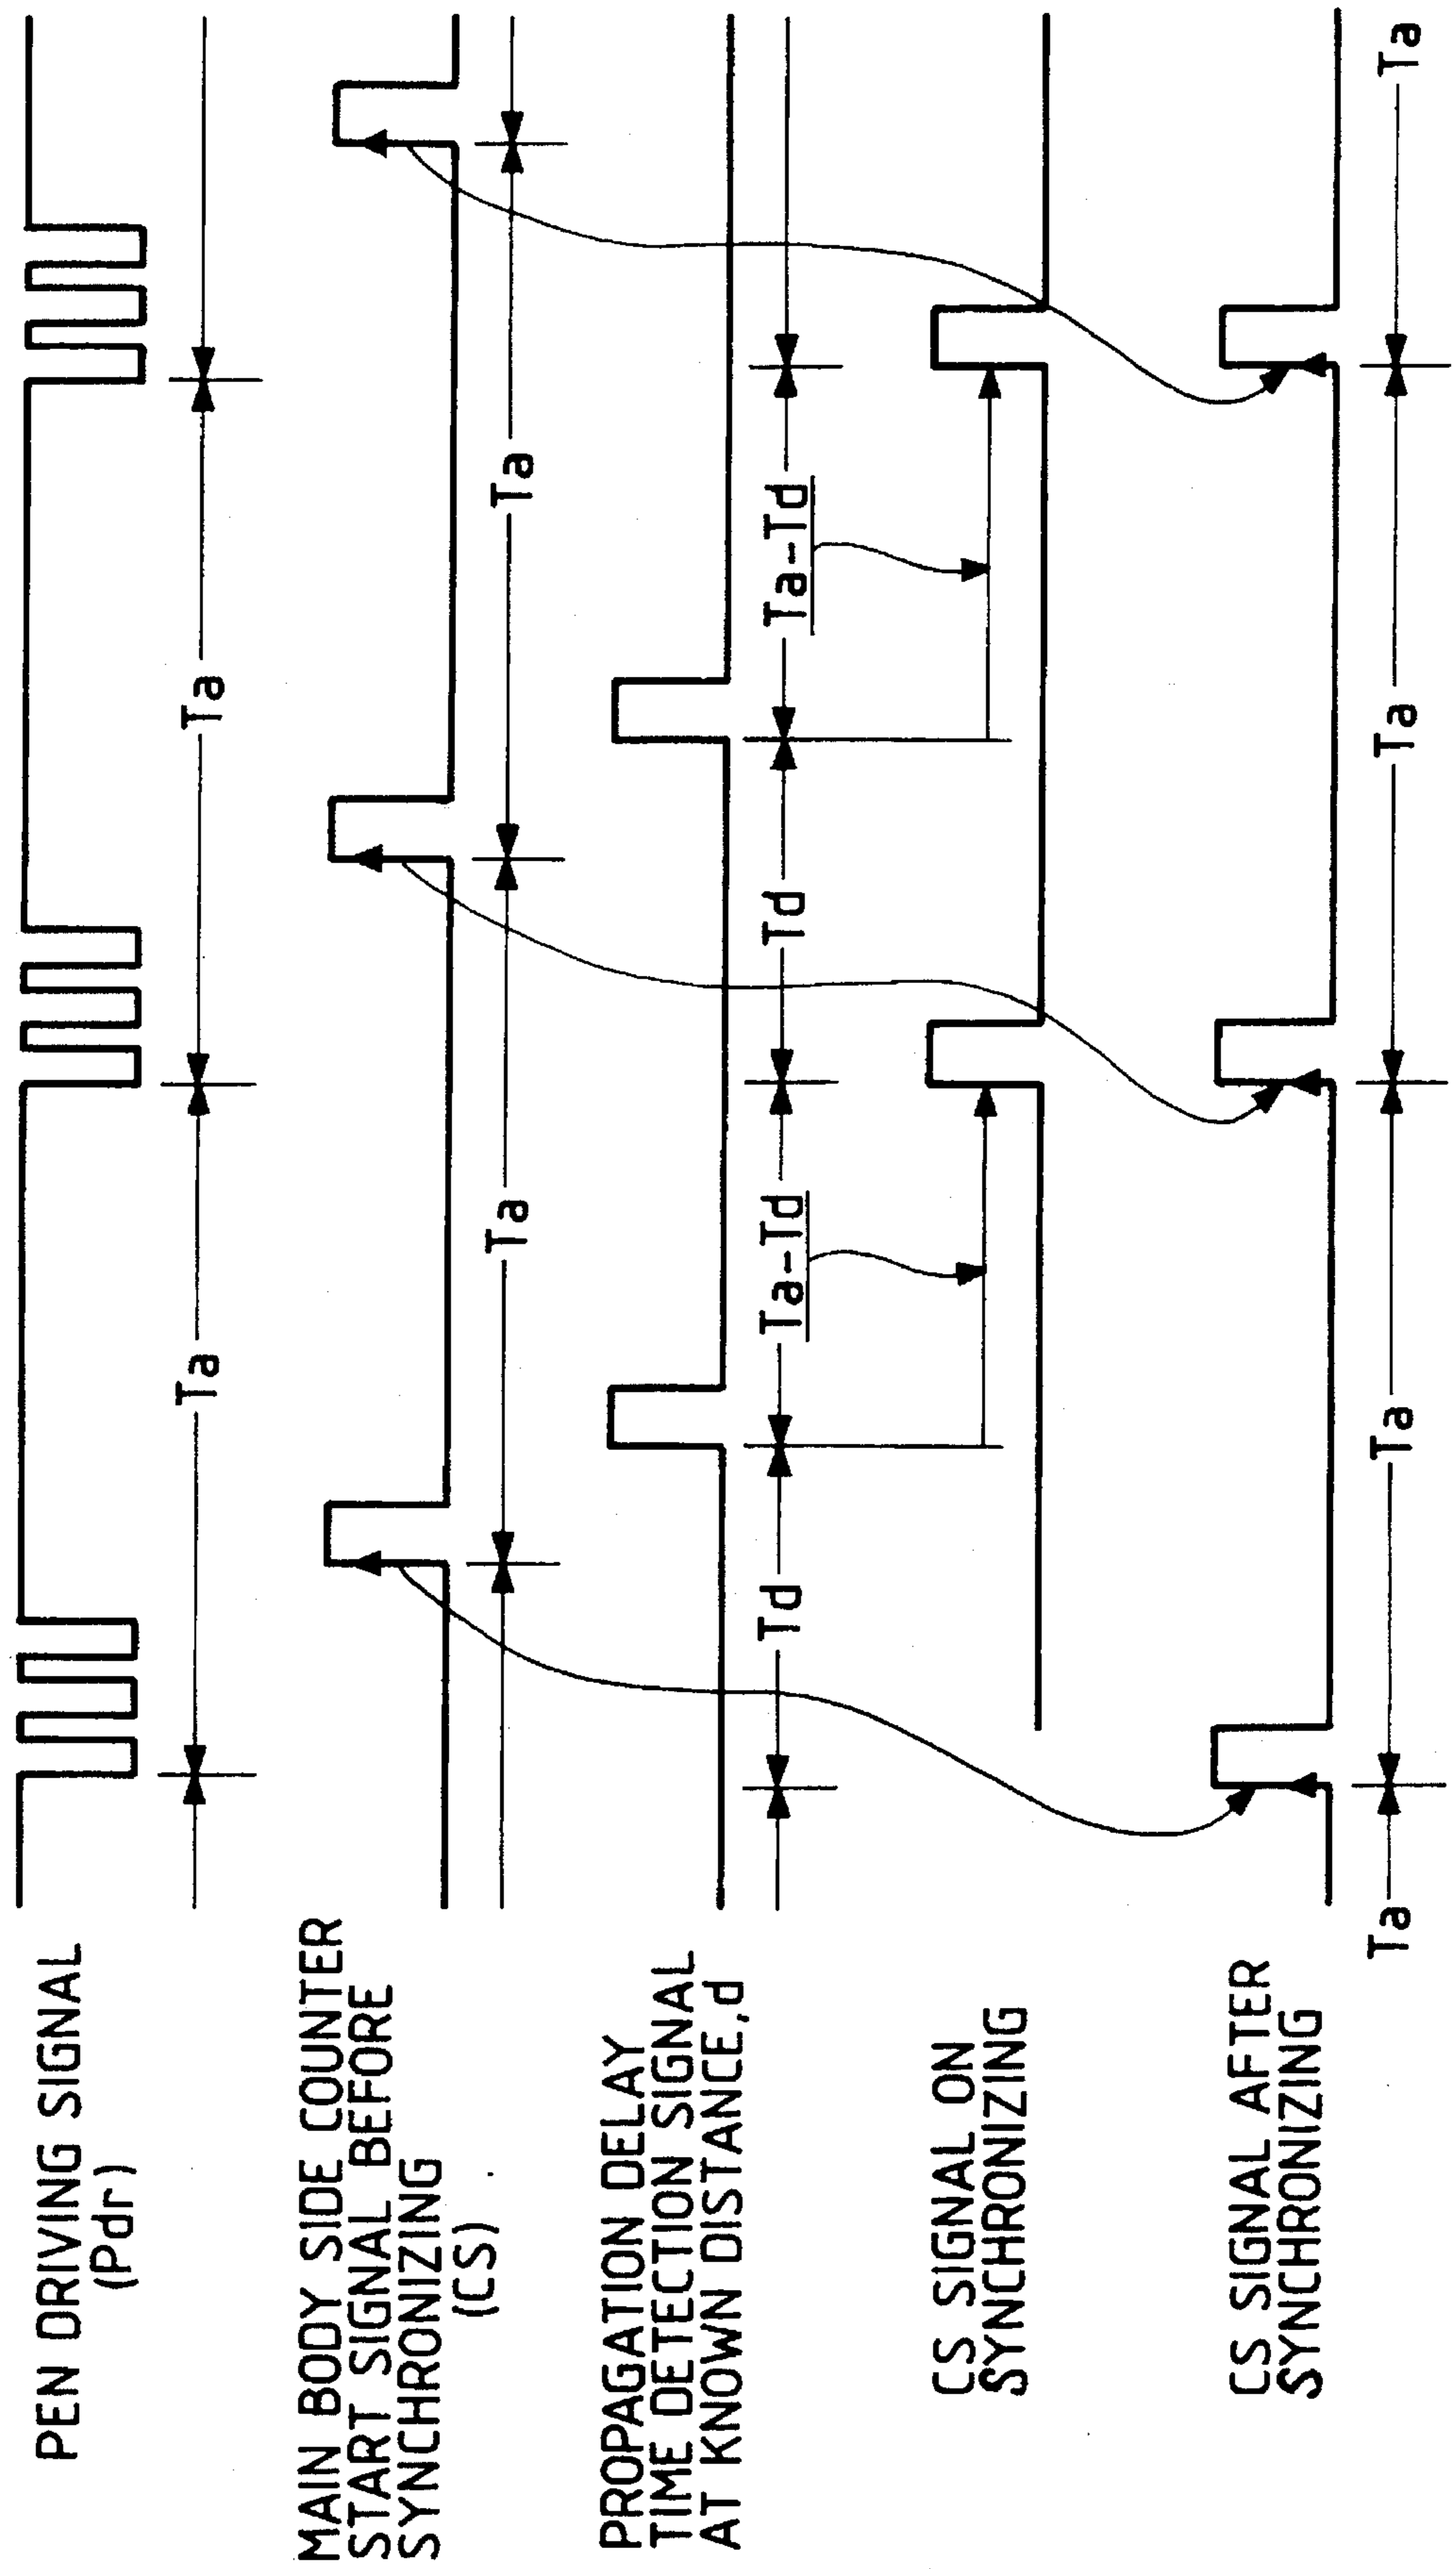 PEN DRIVING SIGNAL
(Pdr)
Ta
Ta
MAIN BODY SIDE COUNTER
START SIGNAL BEFORE
SYNCHRONIZING
(CS)
Ta
Ta
PROPAGATION DELAY
TIME DETECTION SIGNAL
AT KNOWN DISTANCE,d
Td
Ta-Td
Td
Ta-Td
CS SIGNAL ON
SYNCHRONIZING
CS SIGNAL AFTER
SYNCHRONIZING
Ta
Ta
Ta
Ta